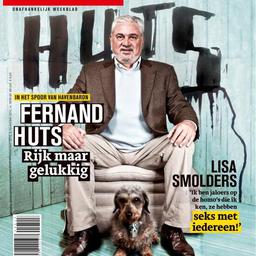 ONAFHANKELIJK WEEKBLAD
HUTS
IN HET SPOOR VAN HAVENBARON
FERNAND
HUTS
Rijk maar
gelukkig
LISA
SMOLDERS
‘Ik ben jaloers op
de homo's die ik
ken, ze hebben
seks met
iedereen!’